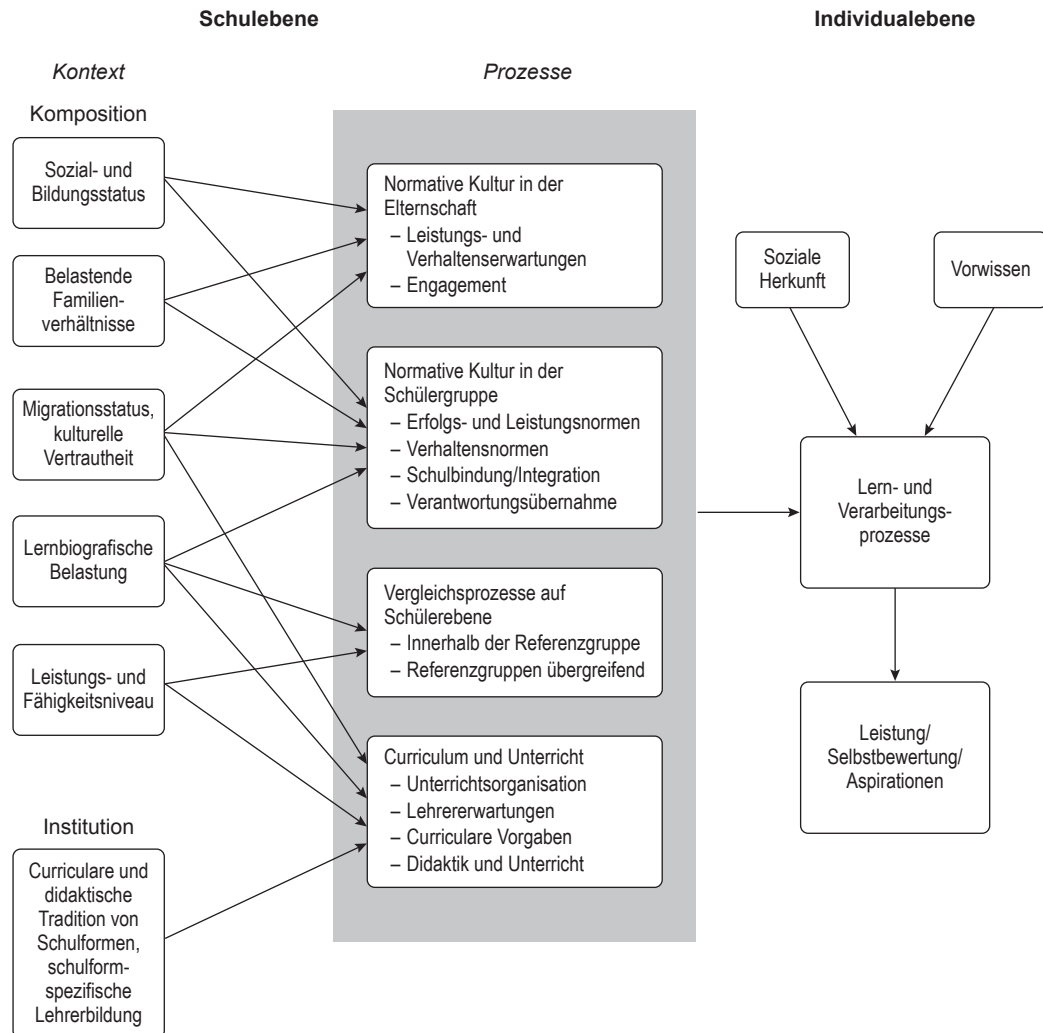 Schulebene
Individualebene
Kontext
Prozesse
Komposition
Sozial- und
Bildungsstatus
Belastende
Familien-
verhältnisse
Migrationsstatus,
kulturelle
Vertrautheit
Lernbiografische
Belastung
Leistungs- und
Fähigkeitsniveau
Institution
Curriculare und
didaktische
Tradition von
Schulformen,
schulform-
spezifische
Lehrerbildung
Normative Kultur in der
Elternschaft
– Leistungs- und
Verhaltenserwartungen
– Engagement
Normative Kultur in der
Schülergruppe
– Erfolgs- und Leistungsnormen
– Verhaltensnormen
– Schulbindung/Integration
– Verantwortungsübernahme
Vergleichsprozesse auf
Schülerebene
– Innerhalb der Referenzgruppe
– Referenzgruppen übergreifend
Curriculum und Unterricht
– Unterrichtsorganisation
– Lehrererwartungen
– Curriculare Vorgaben
– Didaktik und Unterricht
Soziale
Herkunft
Vorwissen
Lern- und
Verarbeitungs-
prozesse
Leistung/
Selbstbewertung/
Aspirationen